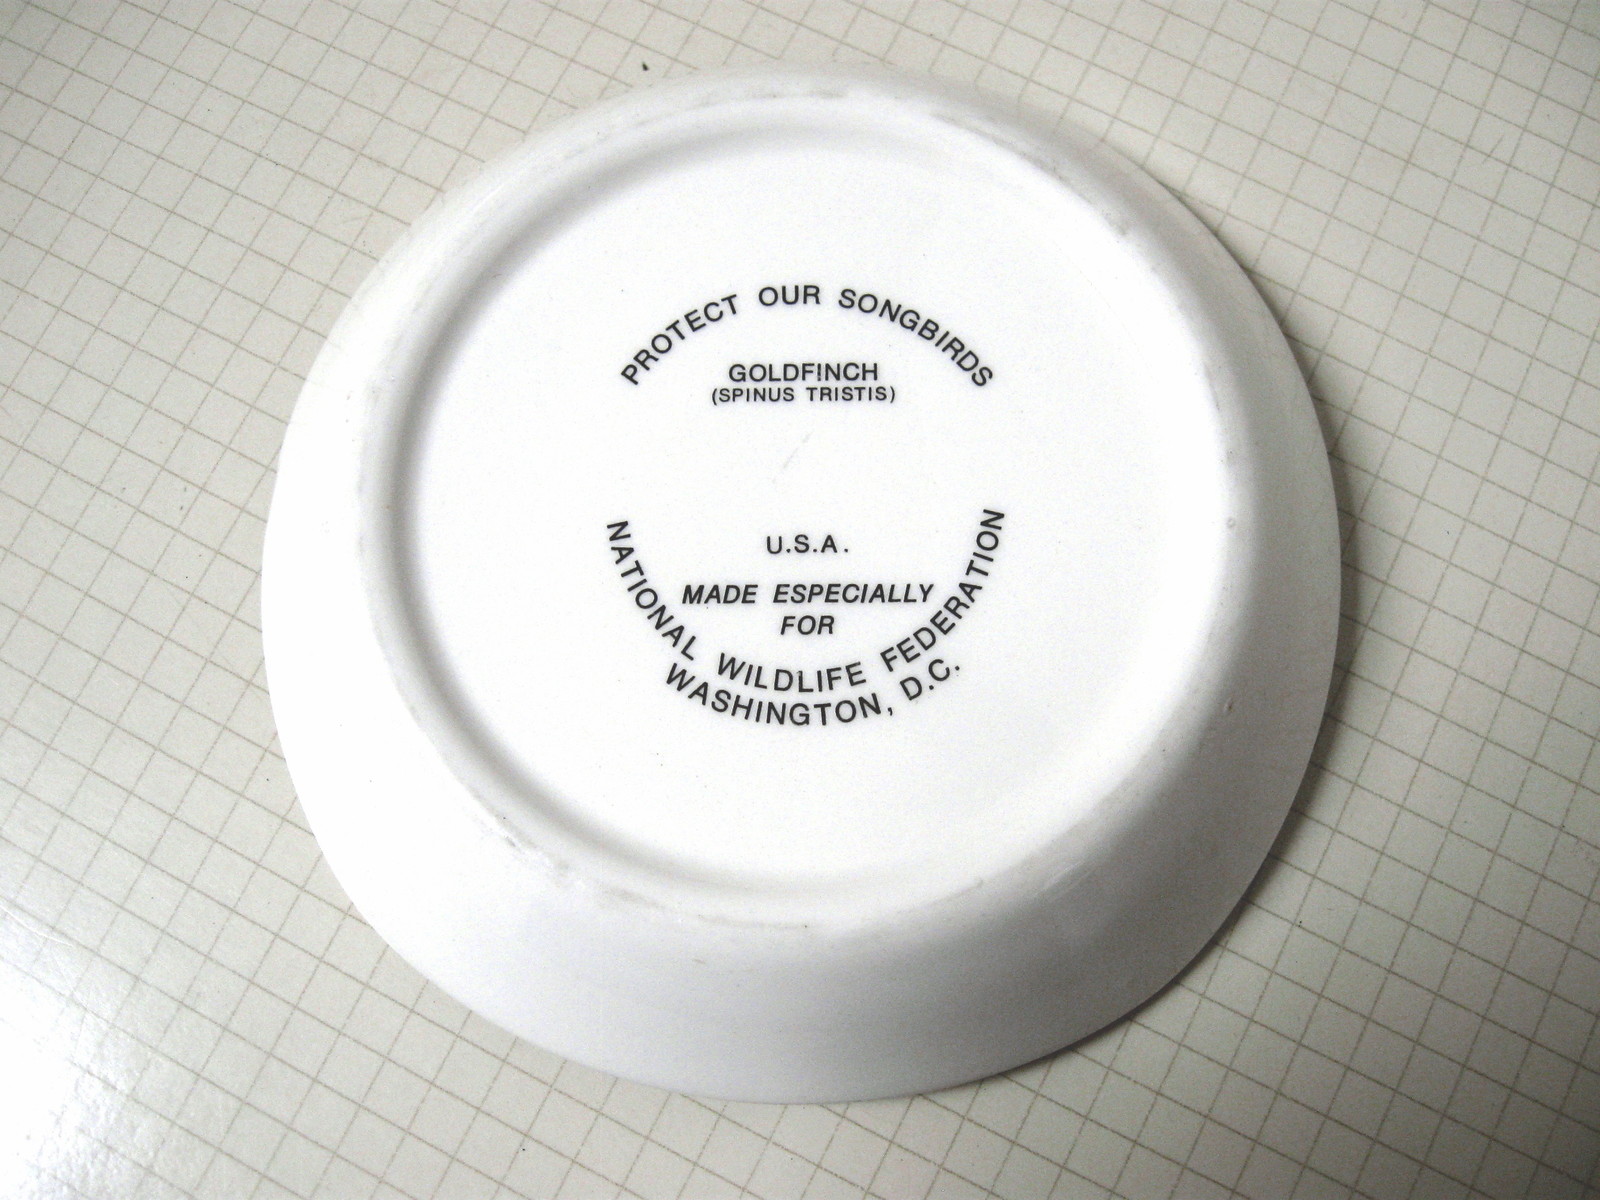 PROTECT OUR SONGBIRDS
GOLDFINCH
(SPINUS TRISTIS)
U.S.A.
MADE ESPECIALLY
FOR
NATIONAL WILDLIFE FEDERATION
WASHINGTON, D.C.